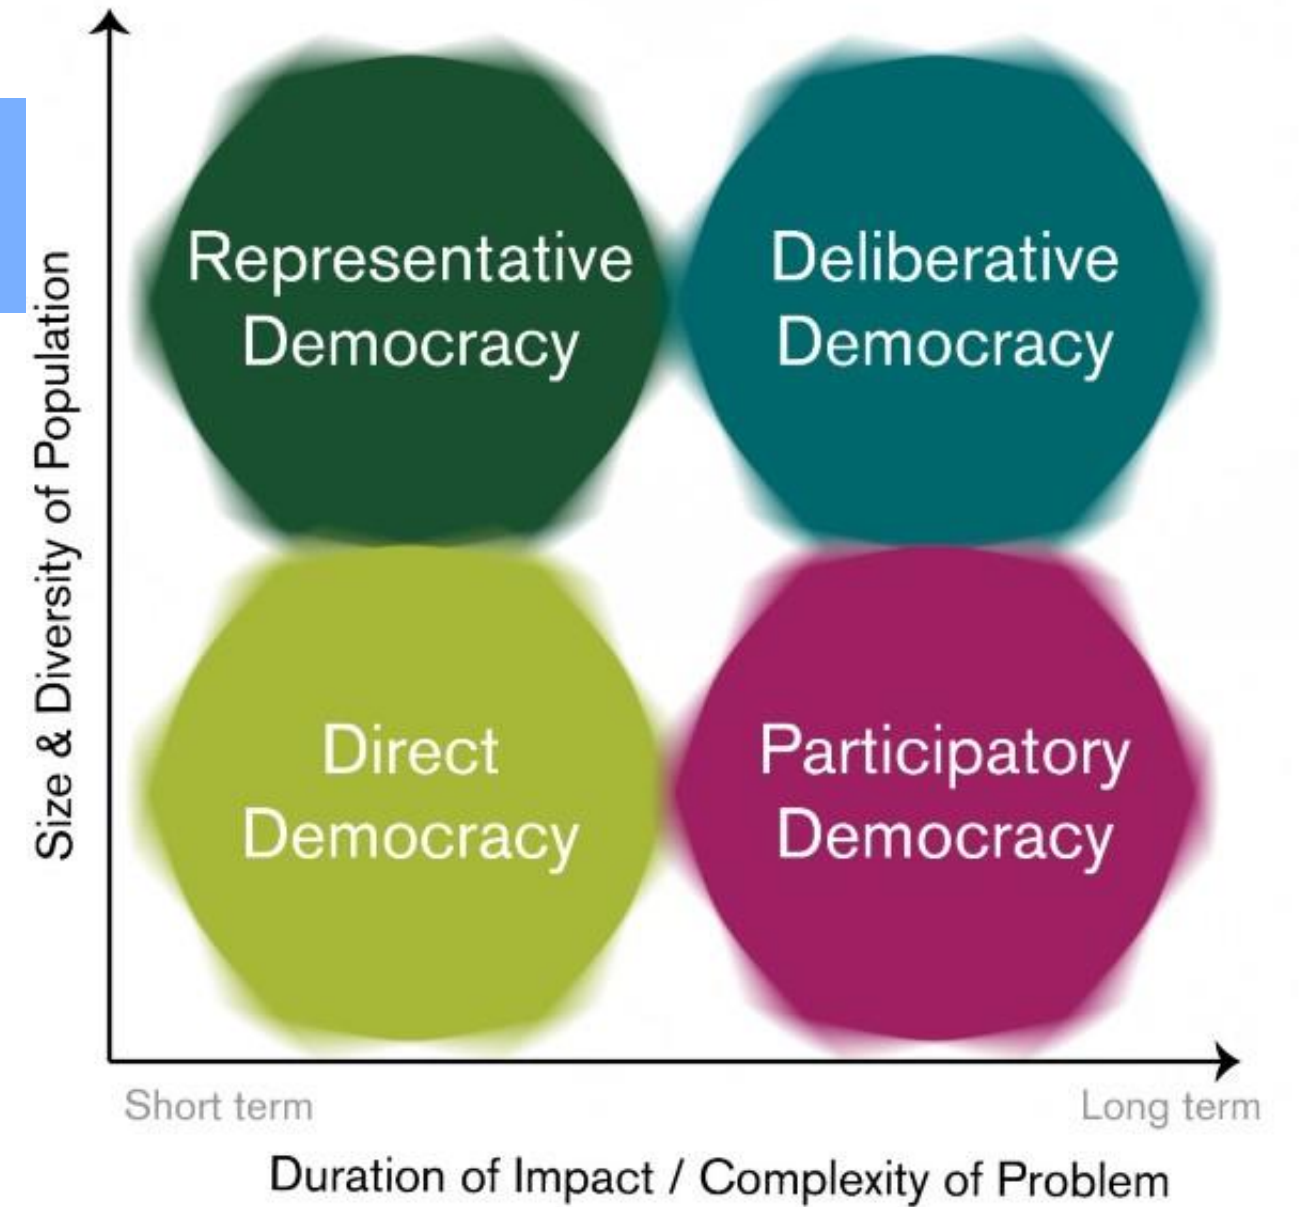 Representative
Democracy
Deliberative
Democracy
Size & Diversity of Population
Direct
Democracy
Participatory
Democracy
Short term
Long term
Duration of Impact / Complexity of Problem